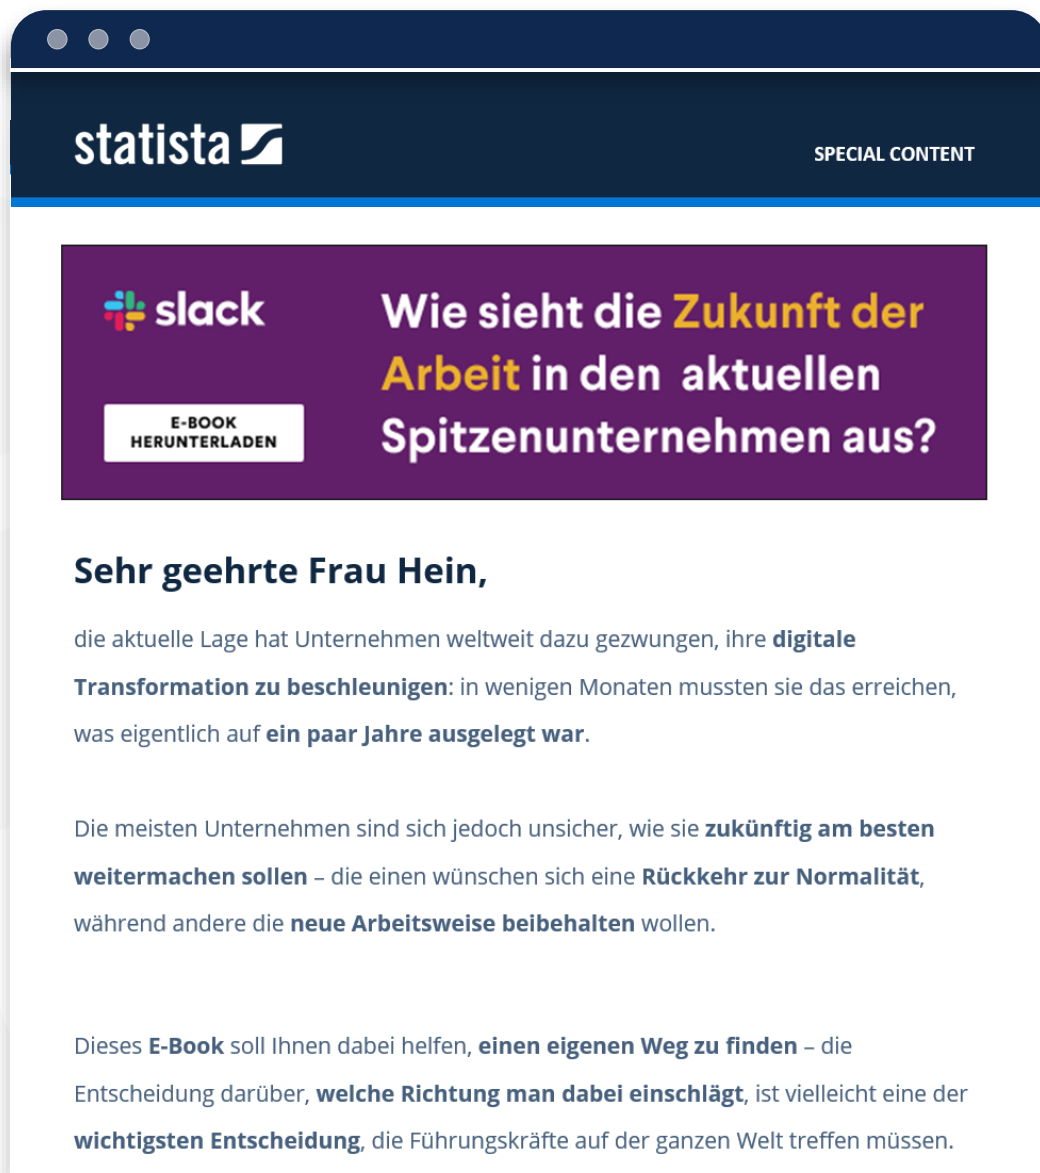 statista
SPECIAL CONTENT
slack
E-BOOK
HERUNTERLADEN
Wie sieht die Zukunft der
Arbeit in den aktuellen
Spitzenunternehmen aus?
Sehr geehrte Frau Hein,
die aktuelle Lage hat Unternehmen weltweit dazu gezwungen, ihre digitale
Transformation zu beschleunigen: in wenigen Monaten mussten sie das erreichen,
was eigentlich auf ein paar Jahre ausgelegt war.
Die meisten Unternehmen sind sich jedoch unsicher, wie sie zukünftig am besten
weitermachen sollen – die einen wünschen sich eine Rückkehr zur Normalität,
während andere die neue Arbeitsweise beibehalten wollen.
Dieses E-Book soll Ihnen dabei helfen, einen eigenen Weg zu finden – die
Entscheidung darüber, welche Richtung man dabei einschlägt, ist vielleicht eine der
wichtigsten Entscheidung, die Führungskräfte auf der ganzen Welt treffen müssen.